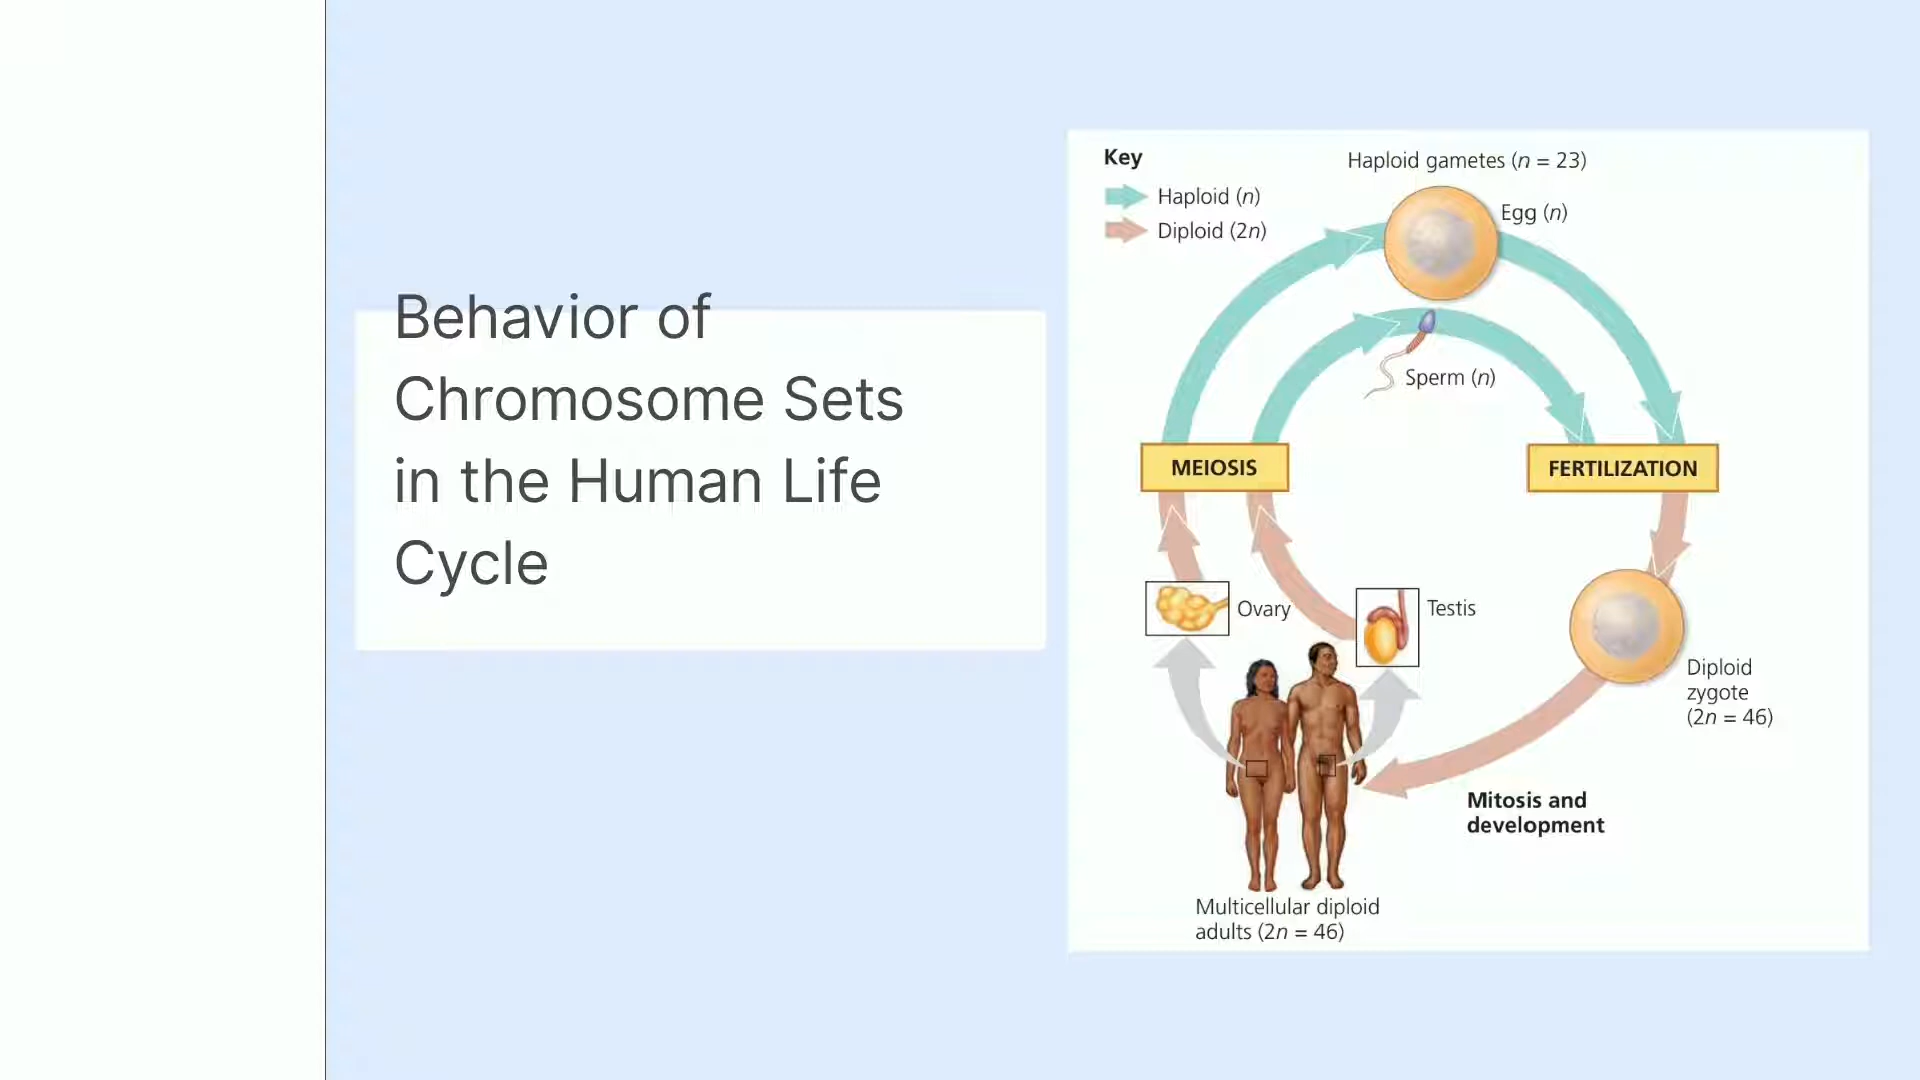 Behavior of
Chromosome Sets
in the Human Life
Cycle
Key
Haploid (n)
Diploid (2n)
Haploid gametes (n = 23)
Egg (n)
Sperm (n)
MEIOSIS
FERTILIZATION
Ovary
Testis
Diploid
zygote
(2n = 46)
Mitosis and
development
Multicellular diploid
adults (2n = 46)